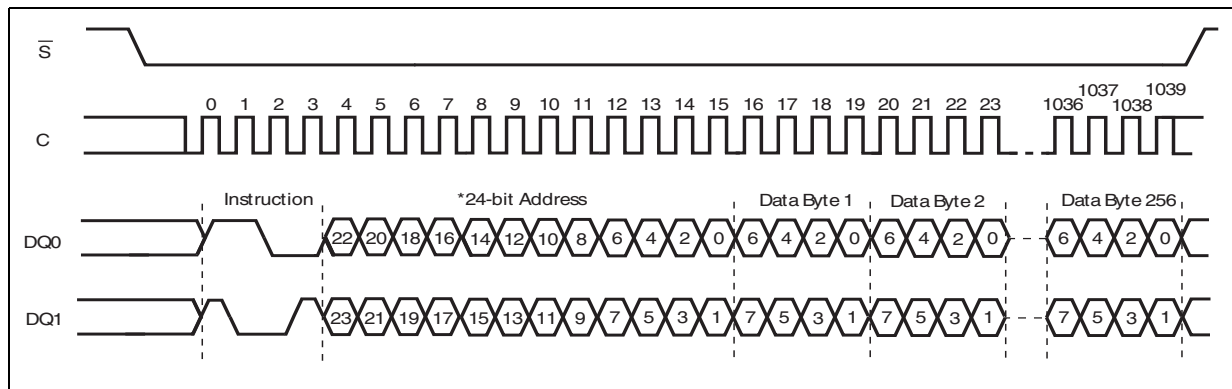 S
0 1 2 3 4 5 6 7 8 9 10 11 12 13 14 15 16 17 18 19 20 21 22 23 1036 1037 1038 1039
C
Instruction *24-bit Address Data Byte 1 Data Byte 2 Data Byte 256
DQ0 22 20 18 16 14 12 10 8 6 4 2 0 6 4 2 0 6 4 2 0 6 4 2 0
DQ1 23 21 19 17 15 13 11 9 7 5 3 1 7 5 3 1 7 5 3 1 7 5 3 1